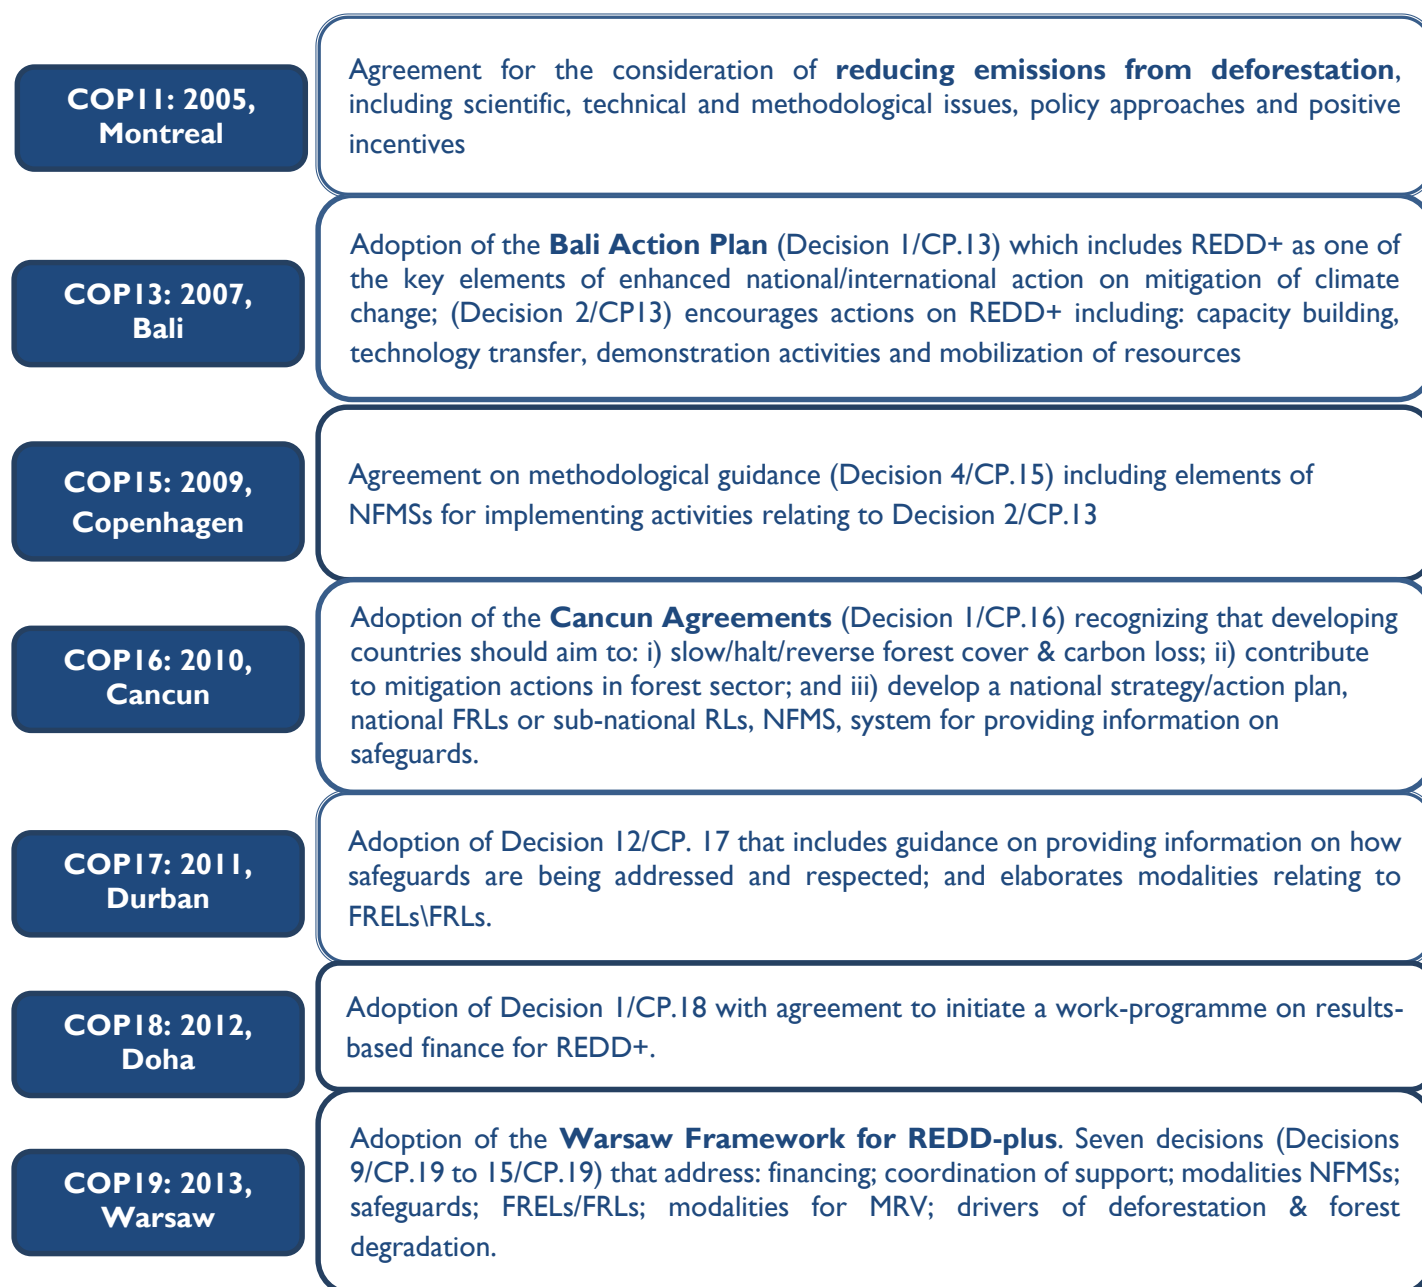 COP11: 2005,
Montreal
Agreement for the consideration of reducing emissions from deforestation,
including scientific, technical and methodological issues, policy approaches and positive
incentives
COP13: 2007,
Bali
Adoption of the Bali Action Plan (Decision 1/CP.13) which includes REDD+ as one of
the key elements of enhanced national/international action on mitigation of climate
change; (Decision 2/CP13) encourages actions on REDD+ including: capacity building,
technology transfer, demonstration activities and mobilization of resources
COP15: 2009,
Copenhagen
Agreement on methodological guidance (Decision 4/CP.15) including elements of
NFMSs for implementing activities relating to Decision 2/CP.13
COP16: 2010,
Cancun
Adoption of the Cancun Agreements (Decision 1/CP.16) recognizing that developing
countries should aim to: i) slow/halt/reverse forest cover & carbon loss; ii) contribute
to mitigation actions in forest sector; and iii) develop a national strategy/action plan,
national FRLs or sub-national RLs, NFMS, system for providing information on
safeguards.
COP17: 2011,
Durban
Adoption of Decision 12/CP. 17 that includes guidance on providing information on how
safeguards are being addressed and respected; and elaborates modalities relating to
FRELs\FRLs.
COP18: 2012,
Doha
Adoption of Decision 1/CP.18 with agreement to initiate a work-programme on results-
based finance for REDD+.
COP19: 2013,
Warsaw
Adoption of the Warsaw Framework for REDD-plus. Seven decisions (Decisions
9/CP.19 to 15/CP.19) that address: financing; coordination of support; modalities NFMSs;
safeguards; FRELs/FRLs; modalities for MRV; drivers of deforestation & forest
degradation.